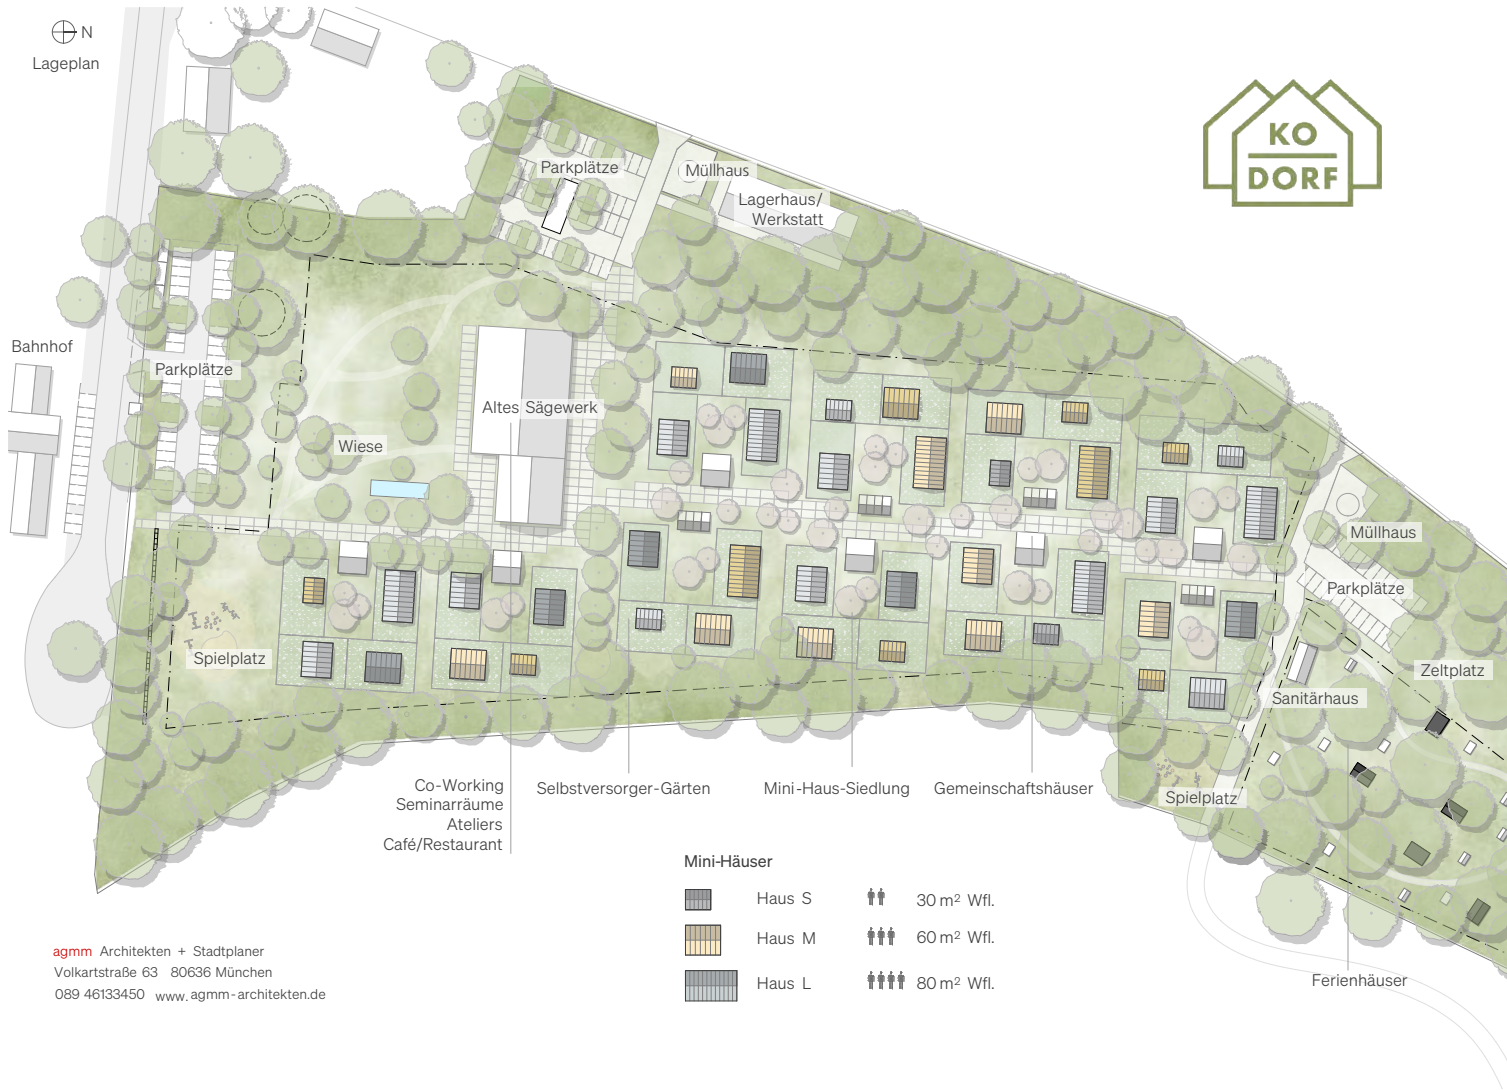 N
Lageplan
KO
DORF
Parkplätze
Müllhaus
Lagerhaus/
Werkstatt
Bahnhof
Parkplätze
Altes Sägewerk
Wiese
Müllhaus
Parkplätze
Spielplatz
Zeltplatz
Sanitärhaus
Co-Working
Seminarräume
Ateliers
Café/Restaurant
Selbstversorger-Gärten
Mini-Haus-Siedlung
Gemeinschaftshäuser
Spielplatz
Mini-Häuser
Haus S 30 m² Wfl.
Haus M 60 m² Wfl.
Haus L 80 m² Wfl.
Ferienhäuser
agmm Architekten + Stadtplaner
Volkartstraße 63 80636 München
089 46133450 www.agmm-architekten.de